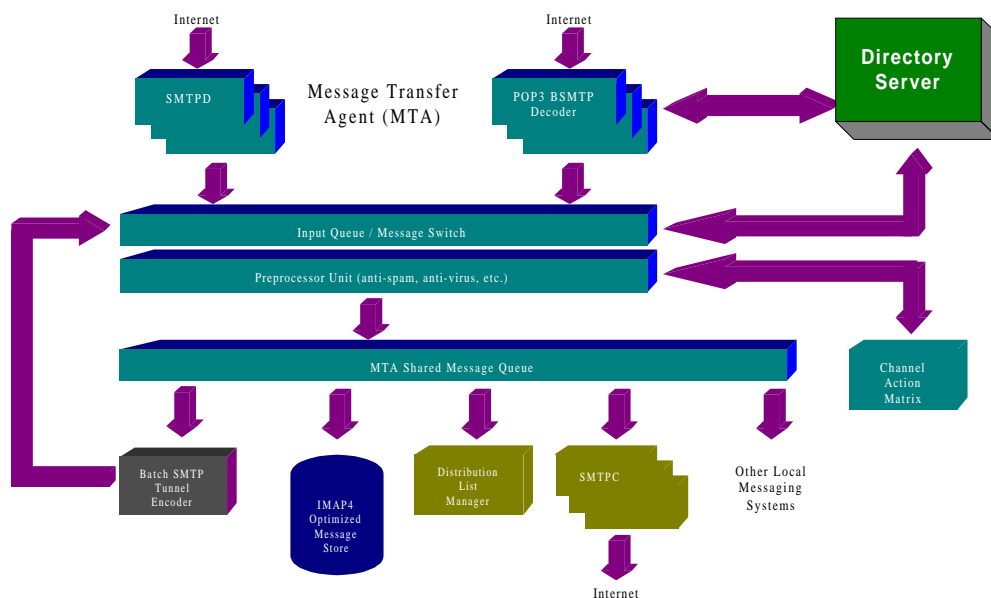 Internet
Internet
SMTPD
Message Transfer
Agent (MTA)
POP3 BSMTP
Decoder
Directory
Server
Input Queue / Message Switch
Preprocessor Unit (anti-spam, anti-virus, etc.)
MTA Shared Message Queue
Channel
Action
Matrix
Batch SMTP
Tunnel
Encoder
IMAP4
Optimized
Message
Store
Distribution
List
Manager
SMTPC
Other Local
Messaging
Systems
Internet